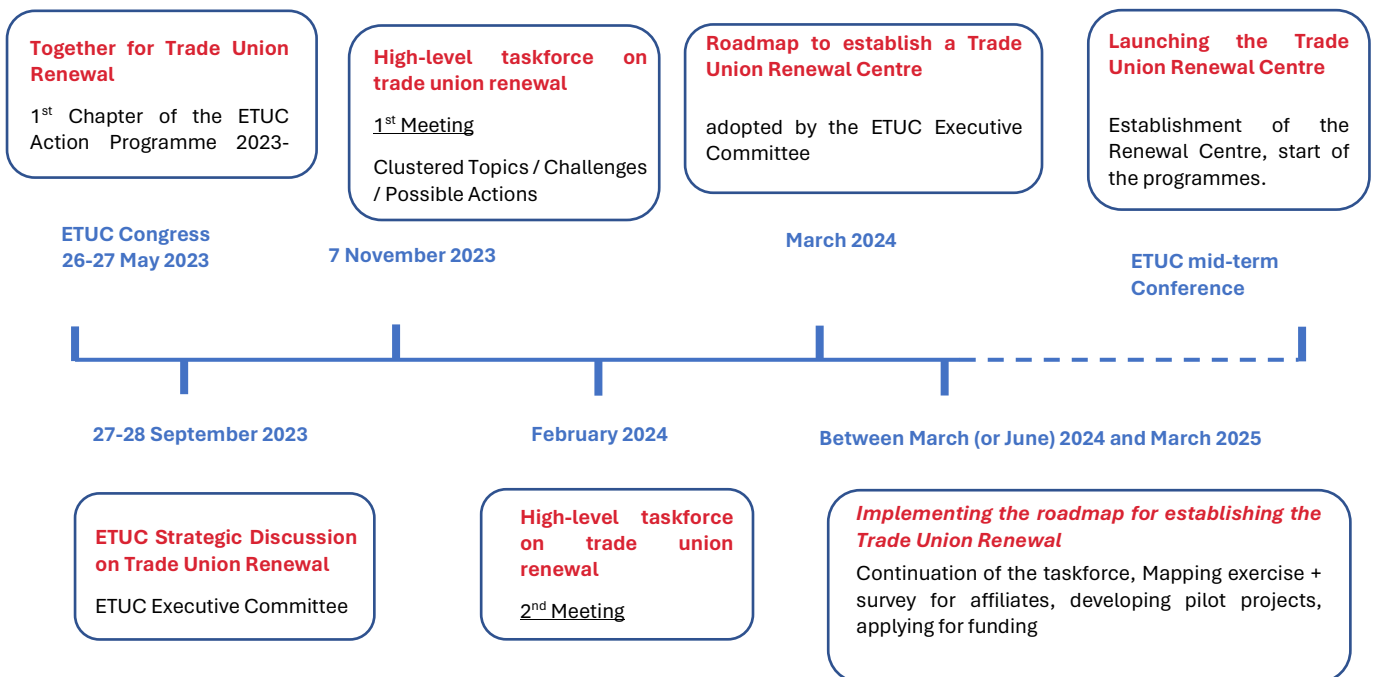 Together for Trade Union
Renewal
1st Chapter of the ETUC
Action Programme 2023-
High-level taskforce on
trade union renewal
1st Meeting
Clustered Topics / Challenges
/ Possible Actions
Roadmap to establish a Trade
Union Renewal Centre
adopted by the ETUC Executive
Committee
Launching the Trade
Union Renewal Centre
Establishment of the
Renewal Centre, start of
the programmes.
ETUC Congress
26-27 May 2023
7 November 2023
March 2024
ETUC mid-term
Conference
27-28 September 2023
February 2024
Between March (or June) 2024 and March 2025
ETUC Strategic Discussion
on Trade Union Renewal
ETUC Executive Committee
High-level taskforce
on trade union
renewal
2nd Meeting
Implementing the roadmap for establishing the
Trade Union Renewal
Continuation of the taskforce, Mapping exercise +
survey for affiliates, developing pilot projects,
applying for funding